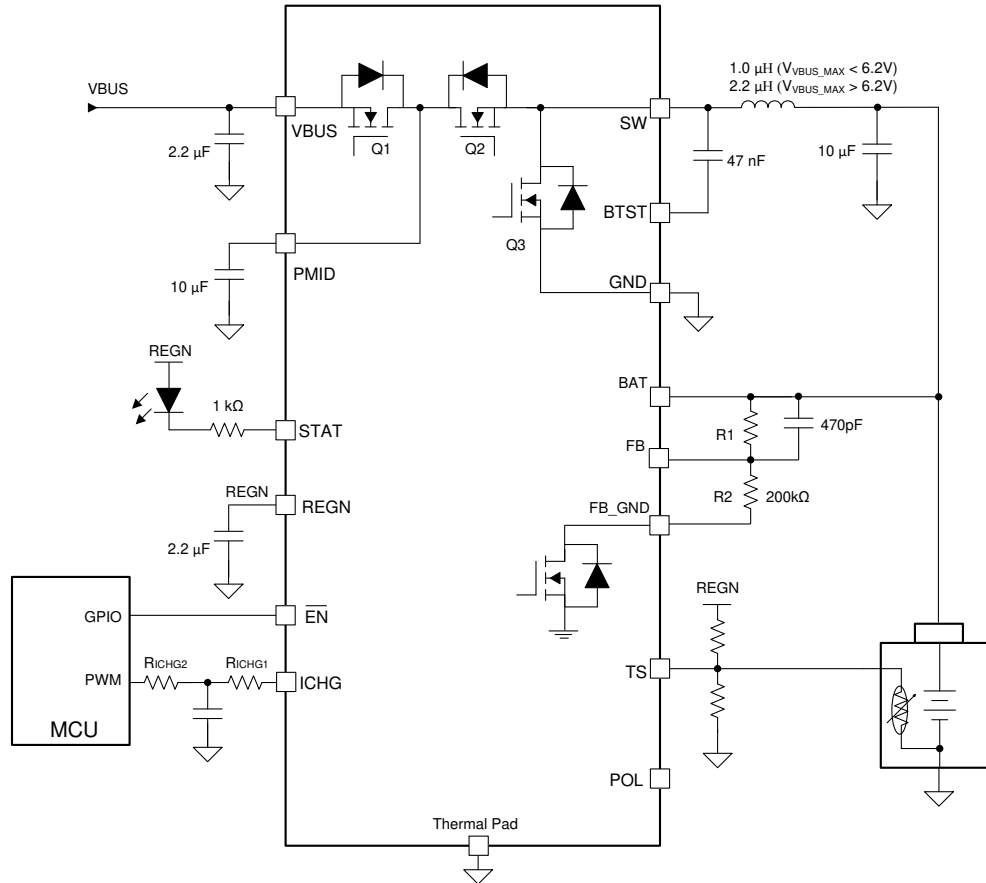 1.0 µH (VVBUS_MAX < 6.2V)
2.2 µH (VVBUS_MAX > 6.2V)
VBUS
VBUS
SW
Q1
Q2
2.2 µF
47 nF
10 µF
BTST
Q3
PMID
GND
10 µF
REGN
BAT
1 kΩ
STAT
R1
470pF
FB
REGN
REGN
R2
200kΩ
FB_GND
2.2 µF
REGN
GPIO
EN
TS
RICHG2
RICHG1
PWM
ICHG
MCU
POL
Thermal Pad